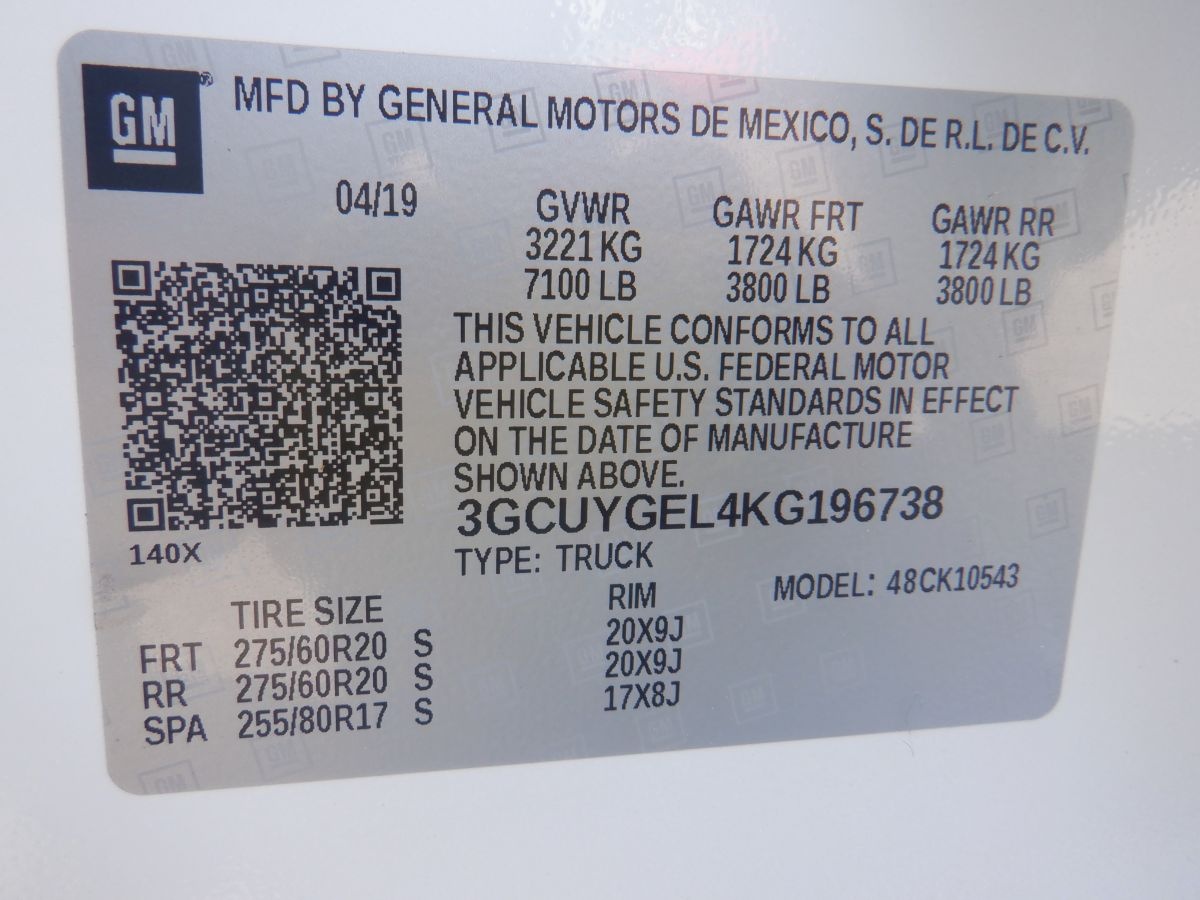 GM
MFD BY GENERAL MOTORS DE MEXICO, S. DE R.L. DE C.V.
04/19
GVWR GAWR FRT GAWR RR
3221 KG 1724 KG 1724 KG
7100 LB 3800 LB 3800 LB
THIS VEHICLE CONFORMS TO ALL
APPLICABLE U.S. FEDERAL MOTOR
VEHICLE SAFETY STANDARDS IN EFFECT
ON THE DATE OF MANUFACTURE
SHOWN ABOVE.
3GCUYGEL4KG196738
140X
TYPE: TRUCK
MODEL: 48CK10543
TIRE SIZE RIM
FRT 275/60R20 S 20X9J
RR 275/60R20 S 20X9J
SPA 255/80R17 S 17X8J